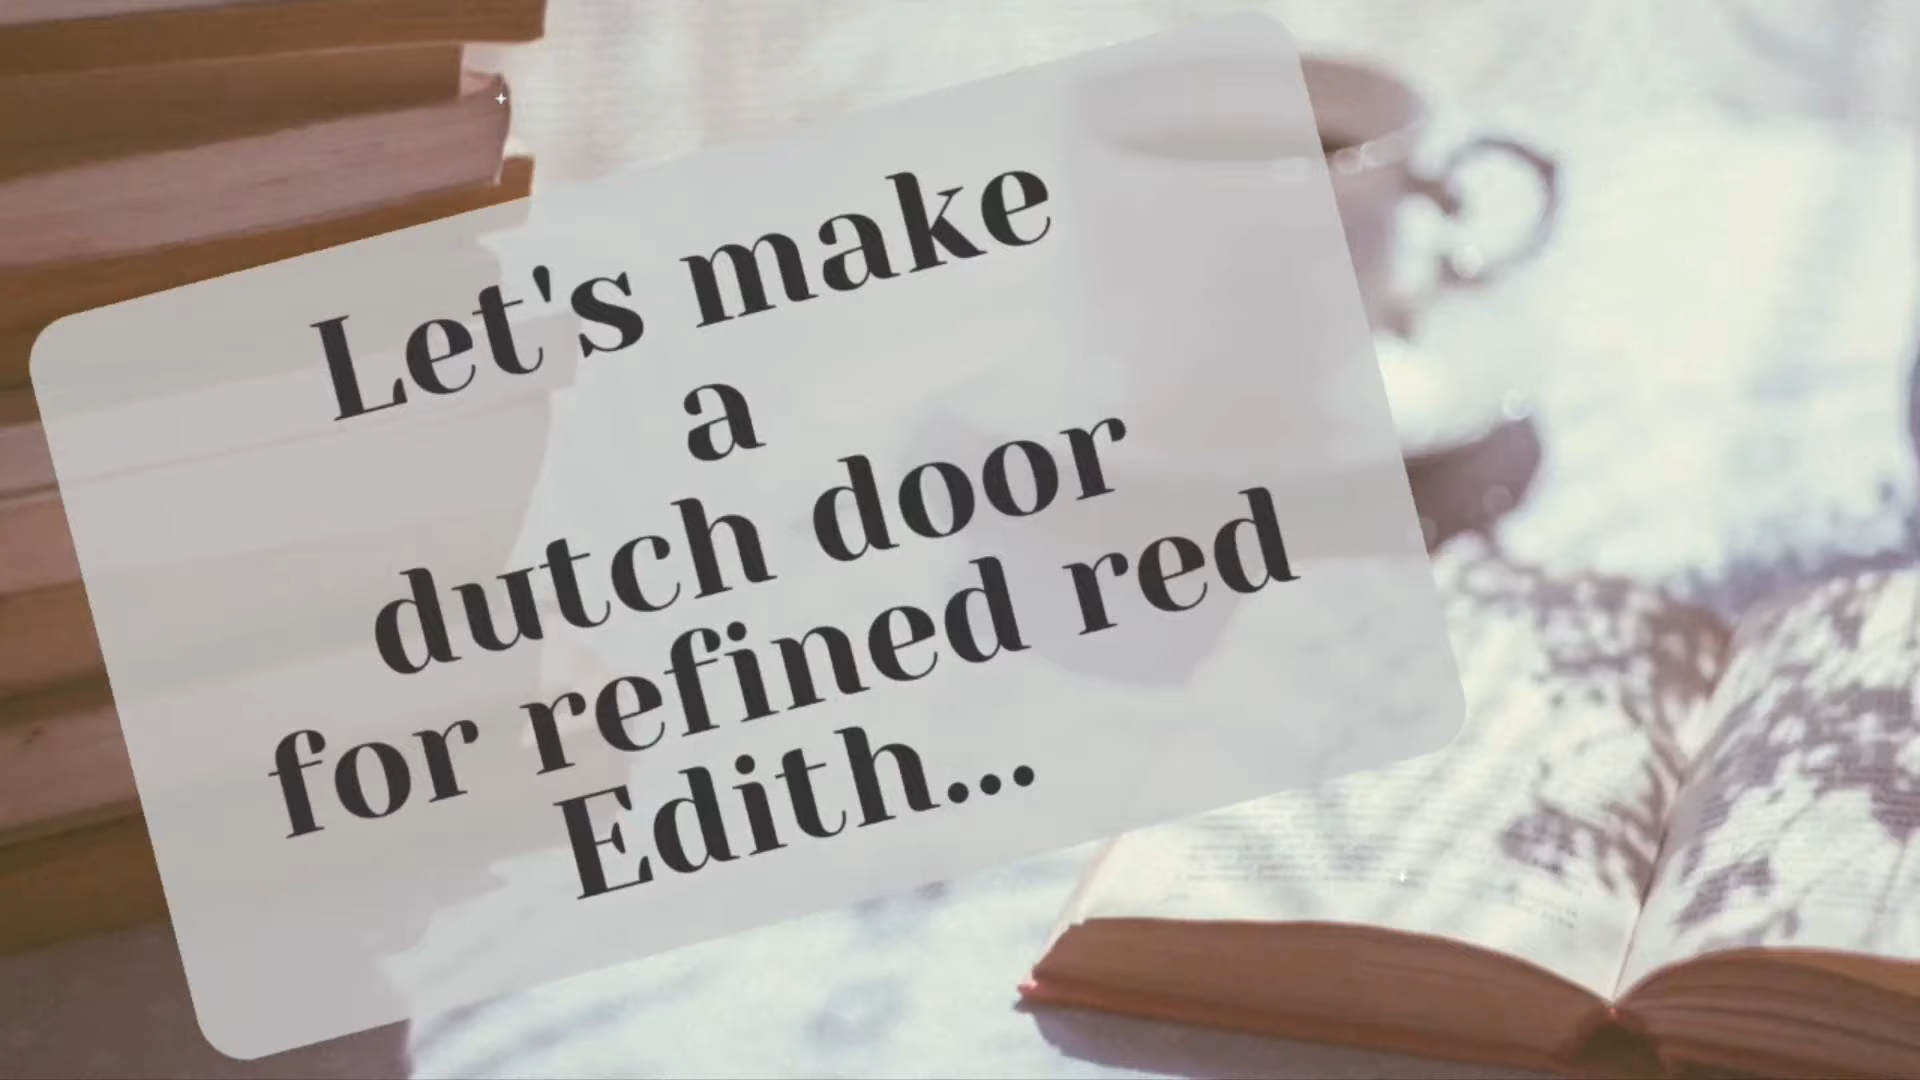 Let's make
a
dutch door
for refined red
Edith...